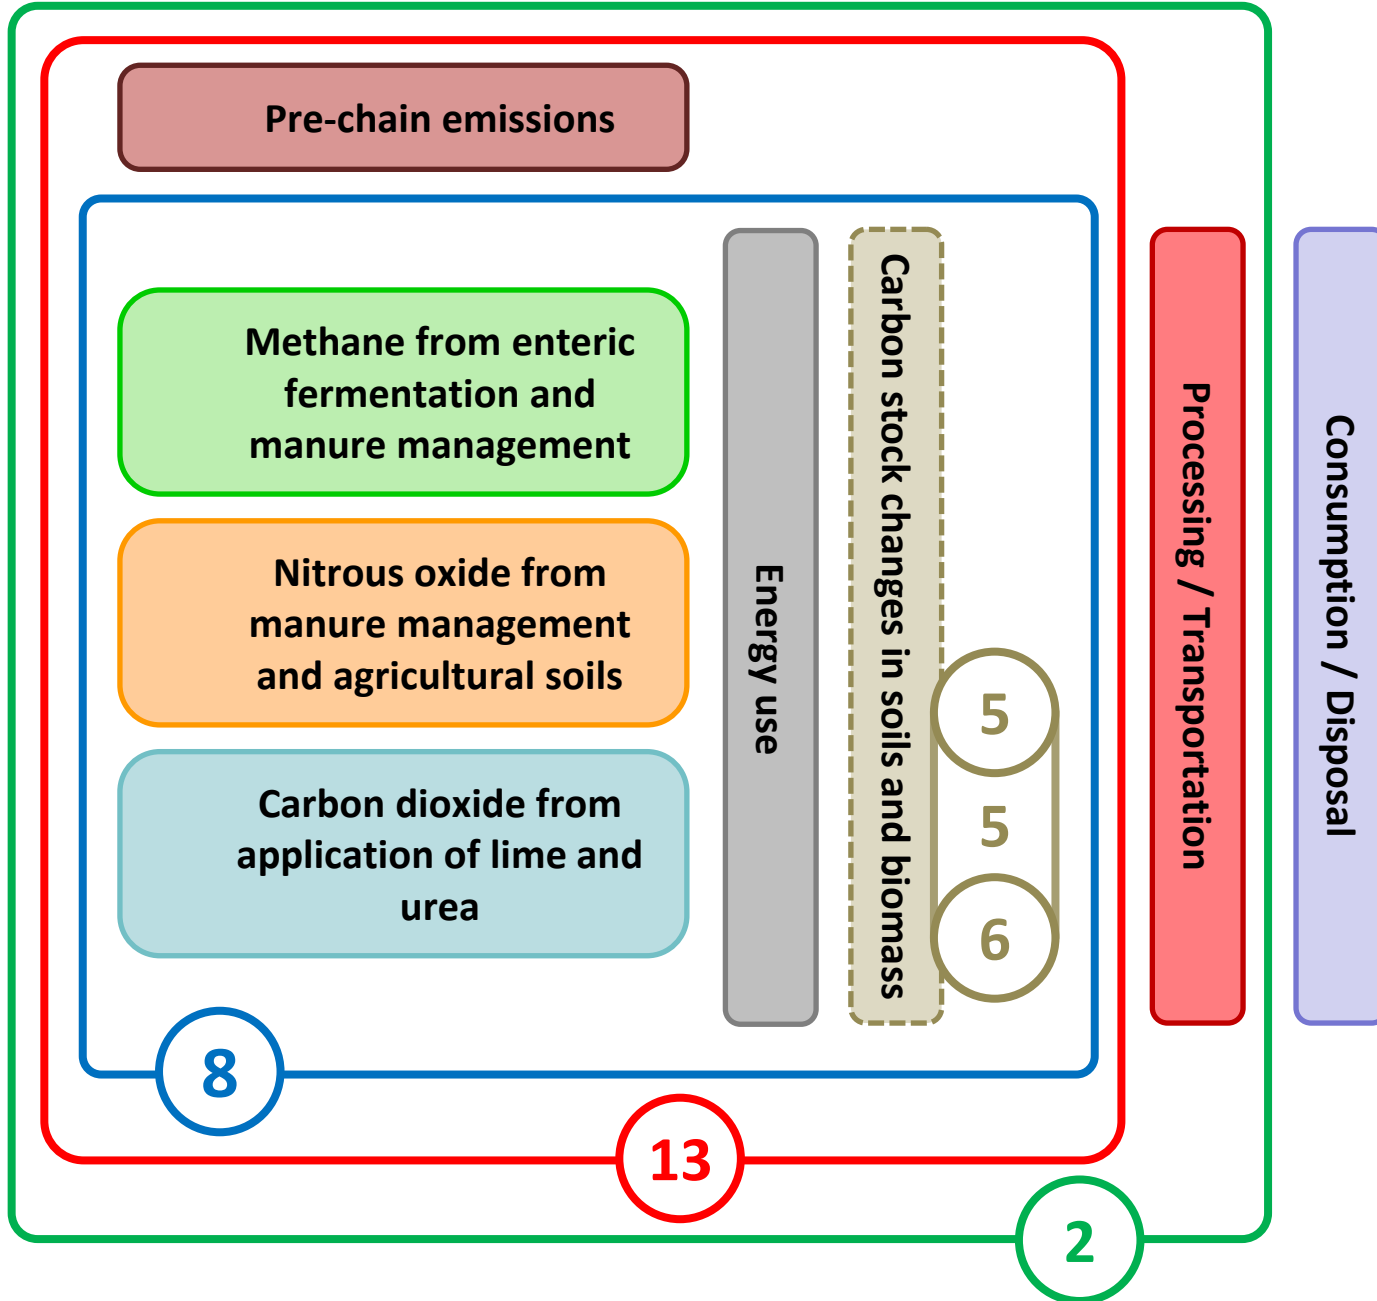 Pre-chain emissions
Methane from enteric
fermentation and
manure management
Nitrous oxide from
manure management
and agricultural soils
Carbon dioxide from
application of lime and
urea
Energy use
Carbon stock changes in soils and biomass
5
5
6
Processing / Transportation
Consumption / Disposal
8
13
2